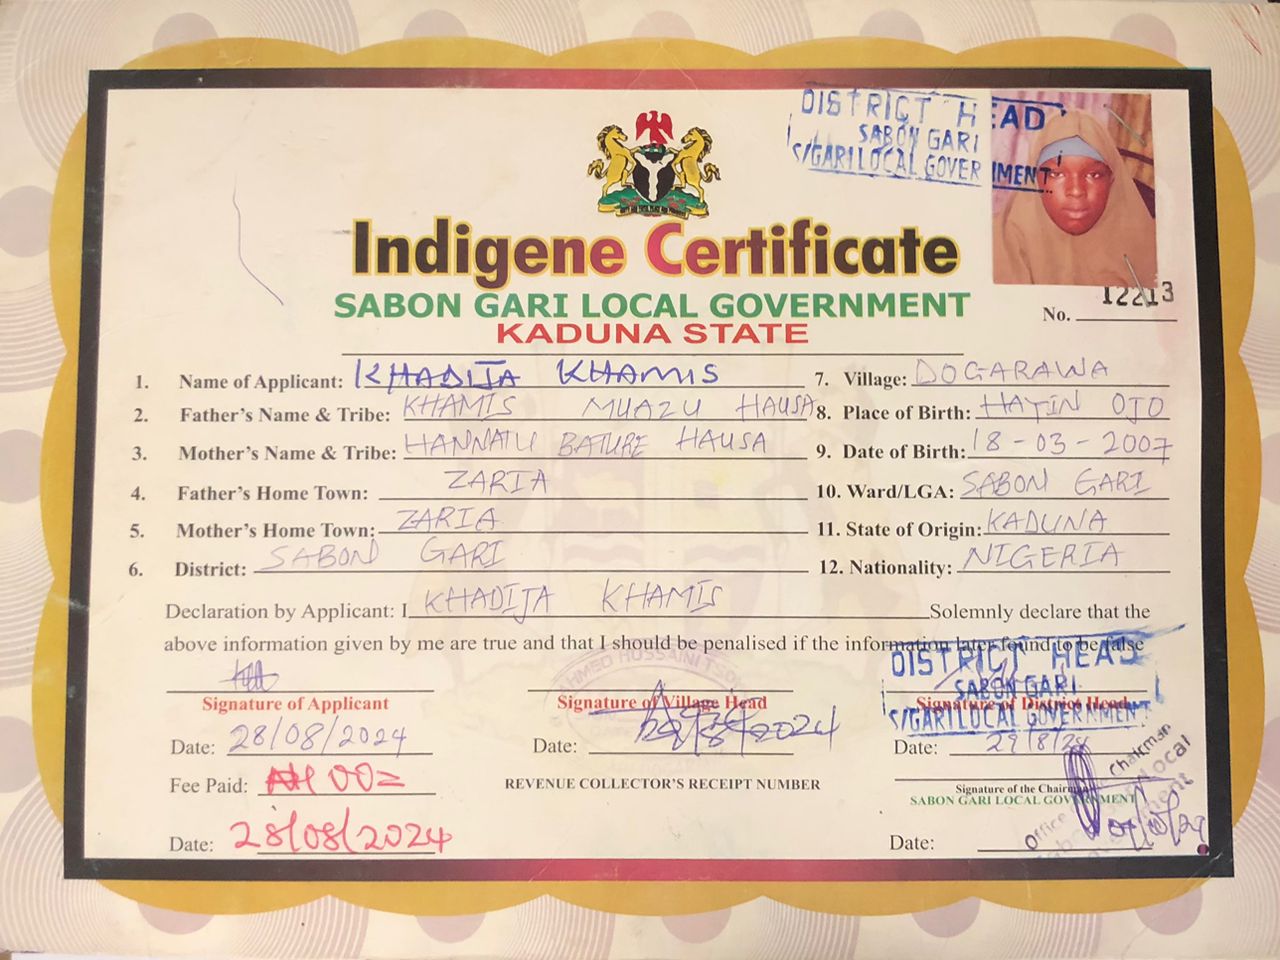 DISTRICT HEAD
SABON GARI
S/GARI LOCAL GOVERNMENT
Indigene Certificate
SABON GARI LOCAL GOVERNMENT
KADUNA STATE
No. 12213
1. Name of Applicant: KHADIJA KHAMIS
7. Village: DOGARAWA
2. Father's Name & Tribe: KHAMIS MUAZU HAUSA
8. Place of Birth: HAYIN OJO
3. Mother's Name & Tribe: HANNATU BATURE HAUSA
9. Date of Birth: 18-03-2007
4. Father's Home Town: ZARIA
10. Ward/LGA: SABON GARI
5. Mother's Home Town: ZARIA
11. State of Origin: KADUNA
6. District: SABON GARI
12. Nationality: NIGERIA
Declaration by Applicant: I KHADIJA KHAMIS Solemnly declare that the
above information given by me are true and that I should be penalised if the information later found to be false
DISTRICT HEAD
SABON GARI
S/GARI LOCAL GOVERNMENT
Signature of Applicant
Signature of Village Head
Signature of District Head
Date: 28/08/2024
Date: 29/8/2024
Date: 29/8/24
Fee Paid:
REVENUE COLLECTOR'S RECEIPT NUMBER
Signature of the Chairman
SABON GARI LOCAL GOVERNMENT
Date: 28/08/2024
Date:
Office
Chairman
Local